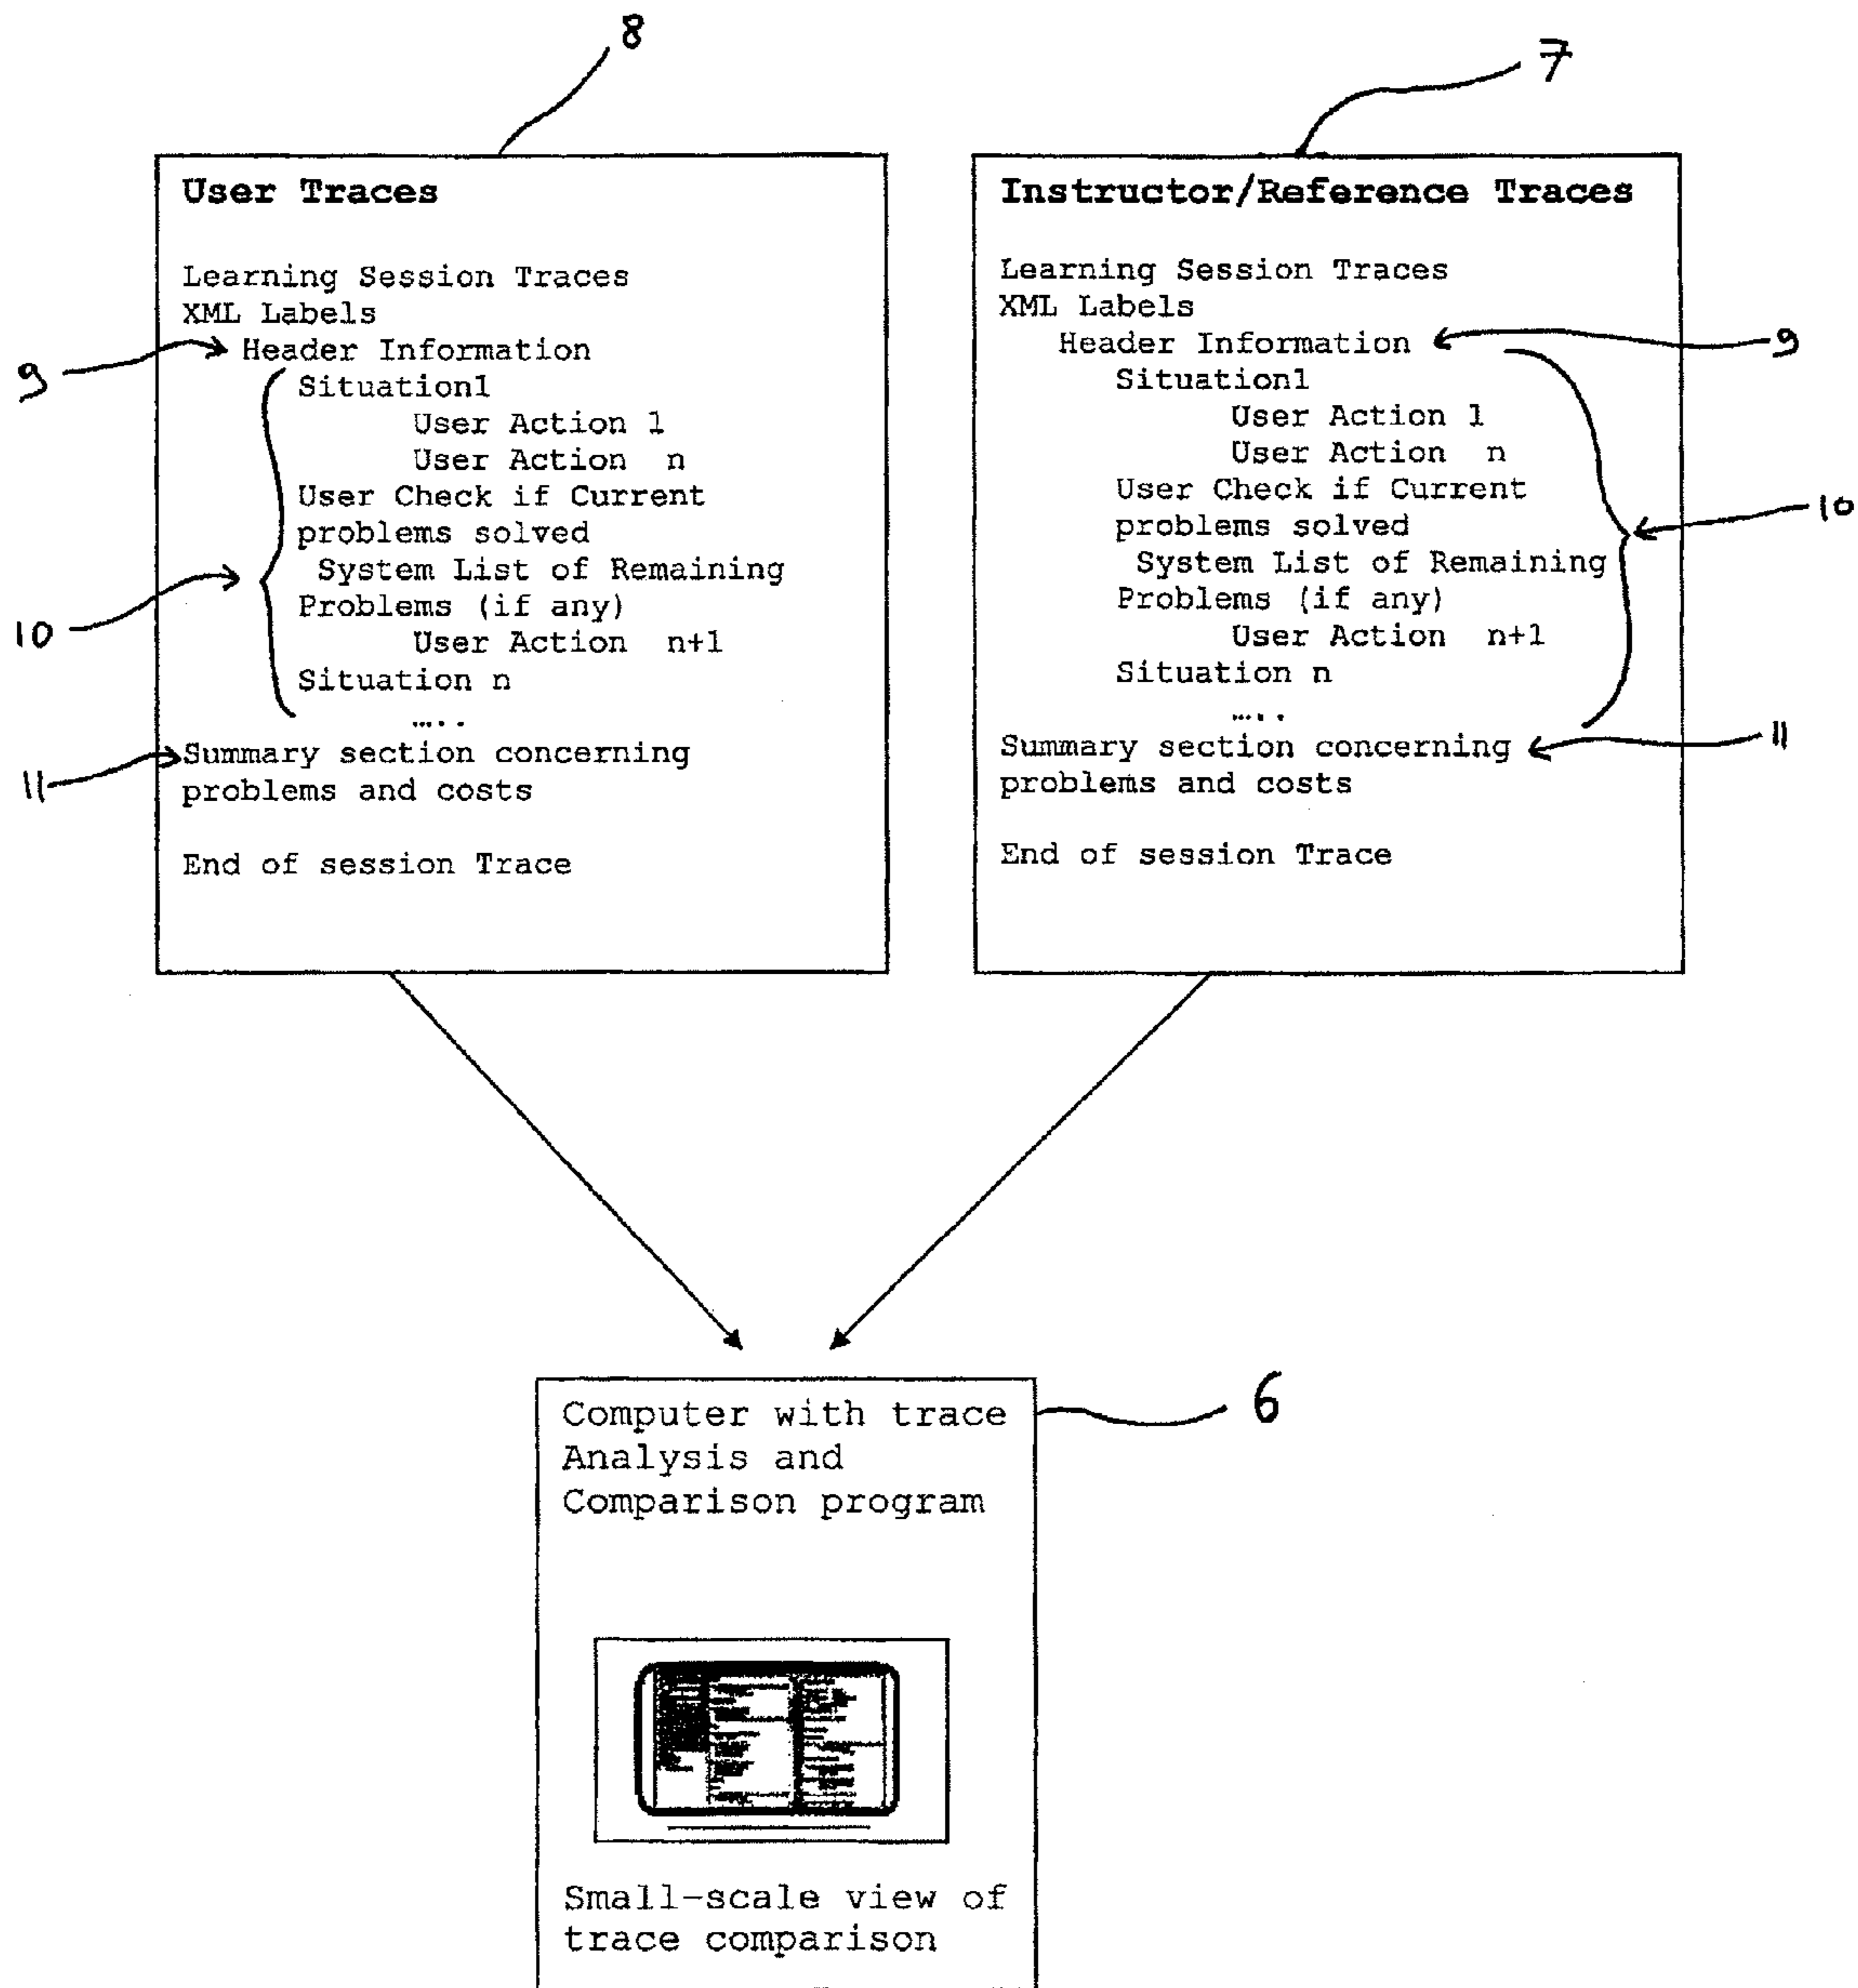 8
7
User Traces
Learning Session Traces
XML Labels
Header Information
Situation1
User Action 1
User Action n
User Check if Current
problems solved
System List of Remaining
Problems (if any)
User Action n+1
Situation n
…..
Summary section concerning
problems and costs
End of session Trace
9
10
11
Instructor/Reference Traces
Learning Session Traces
XML Labels
Header Information
Situation1
User Action 1
User Action n
User Check if Current
problems solved
System List of Remaining
Problems (if any)
User Action n+1
Situation n
…..
Summary section concerning
problems and costs
End of session Trace
9
10
11
6
Computer with trace
Analysis and
Comparison program
Small-scale view of
trace comparison